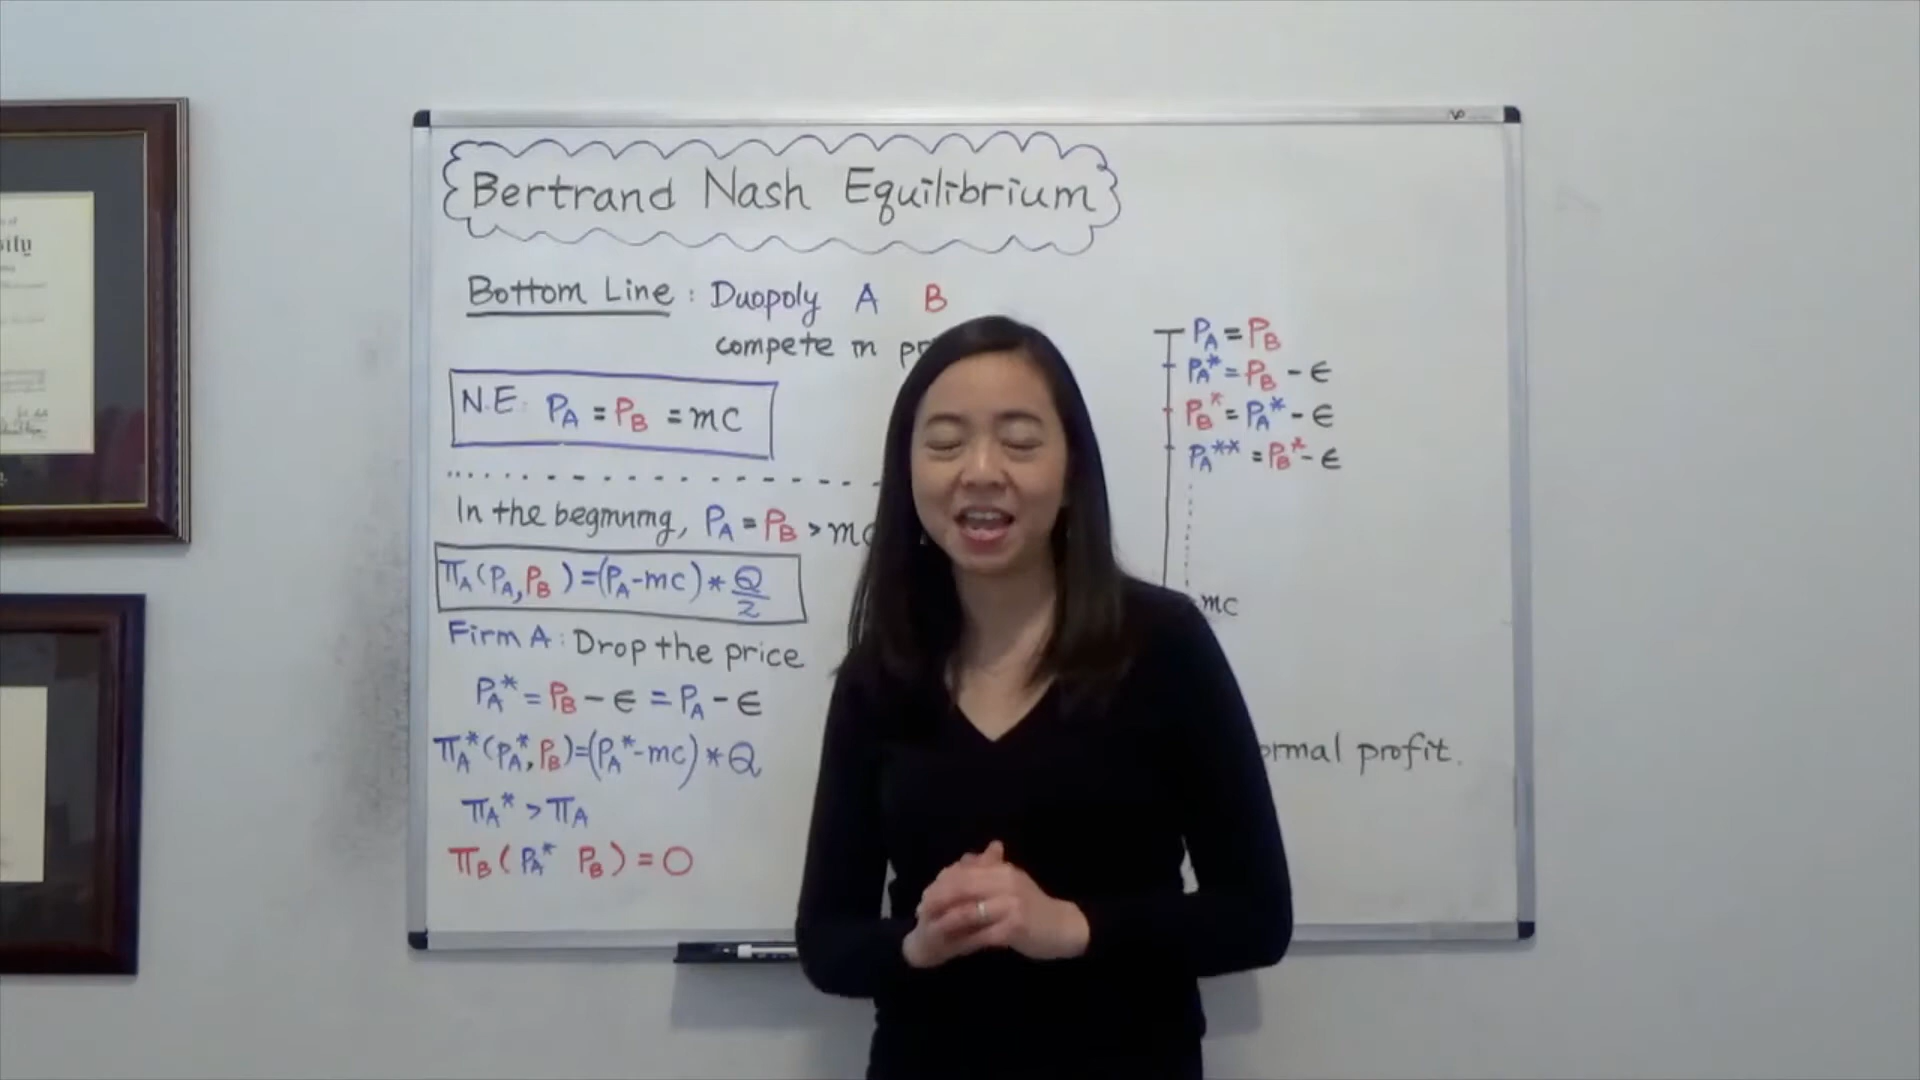 Bertrand Nash Equilibrium
Bottom Line : Duopoly A B
compete in
N.E: PA = PB = mc
In the beginning, PA = PB > mc
πA (PA, PB) = (PA - mc) * Q/2
Firm A : Drop the price
PA* = PB - ϵ = PA - ϵ
πA* (PA*, PB) = (PA* - mc) * Q
πA* > πA
πB ( PA* PB ) = 0
PA = PB
PA* = PB - ϵ
PB* = PA* - ϵ
PA** = PB* - ϵ
mc
profit.